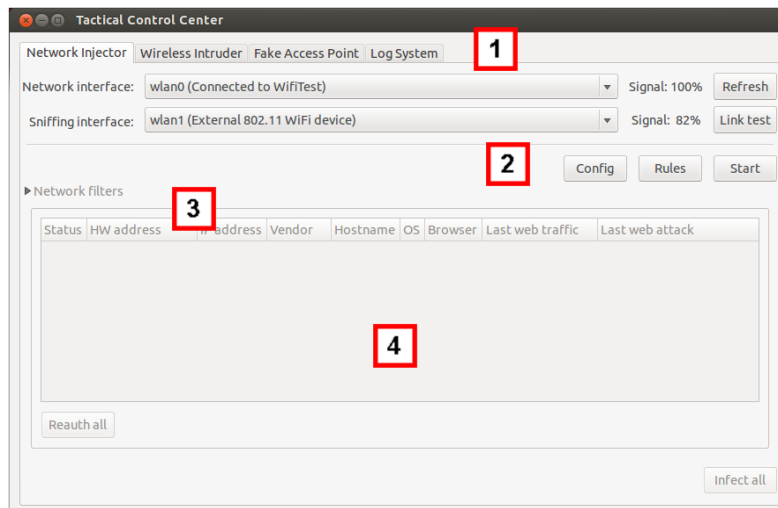 Tactical Control Center
Network Injector Wireless Intruder Fake Access Point Log System 1
Network interface: wlan0 (Connected to WifiTest) Signal: 100% Refresh
Sniffing interface: wlan1 (External 802.11 WiFi device) Signal: 82% Link test
2 Config Rules Start
Network filters
3
Status HW address IP address Vendor Hostname OS Browser Last web traffic Last web attack
4
Reauth all
Infect all